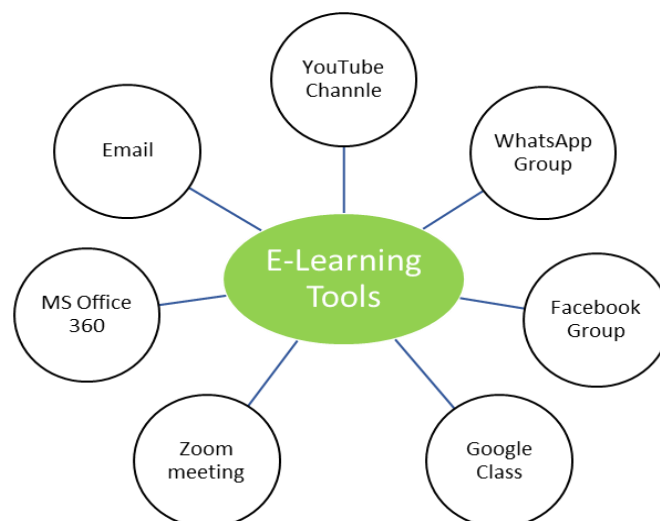 YouTube
Channle
WhatsApp
Group
Facebook
Group
Google
Class
Zoom
meeting
MS Office
360
Email
E-Learning
Tools